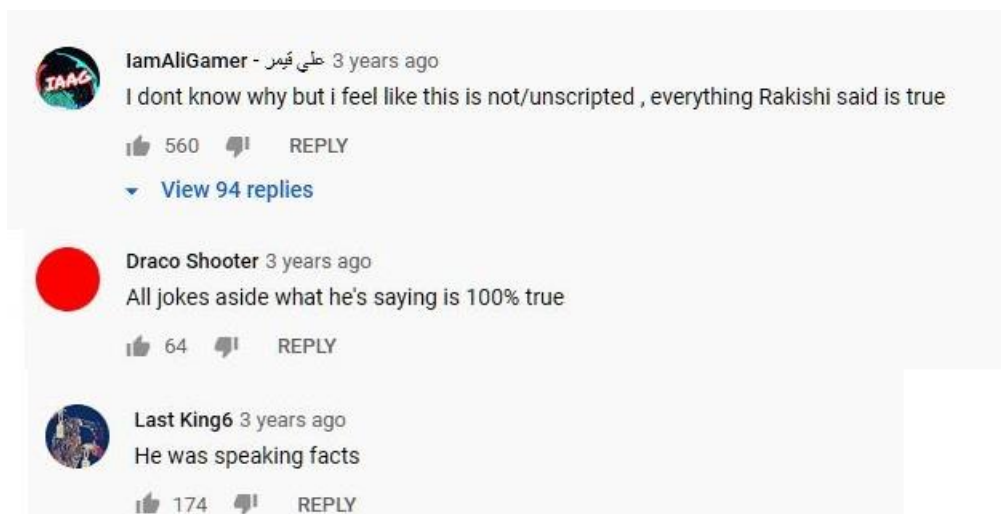 IAAG
IamAliGamer - علي قيمر 3 years ago
I dont know why but i feel like this is not/unscripted , everything Rakishi said is true
560 REPLY
View 94 replies
Draco Shooter 3 years ago
All jokes aside what he's saying is 100% true
64 REPLY
Last King6 3 years ago
He was speaking facts
174 REPLY